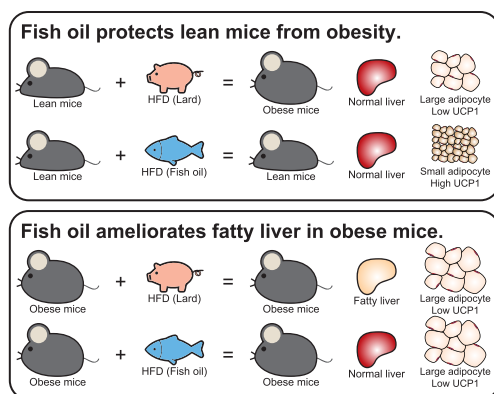 Fish oil protects lean mice from obesity.
+ =
Lean mice HFD (Lard) Obese mice Normal liver Large adipocyte
Low UCP1
+ =
Lean mice HFD (Fish oil) Lean mice Normal liver Small adipocyte
High UCP1
Fish oil ameliorates fatty liver in obese mice.
+ =
Obese mice HFD (Lard) Obese mice Fatty liver Large adipocyte
Low UCP1
+ =
Obese mice HFD (Fish oil) Obese mice Normal liver Large adipocyte
Low UCP1